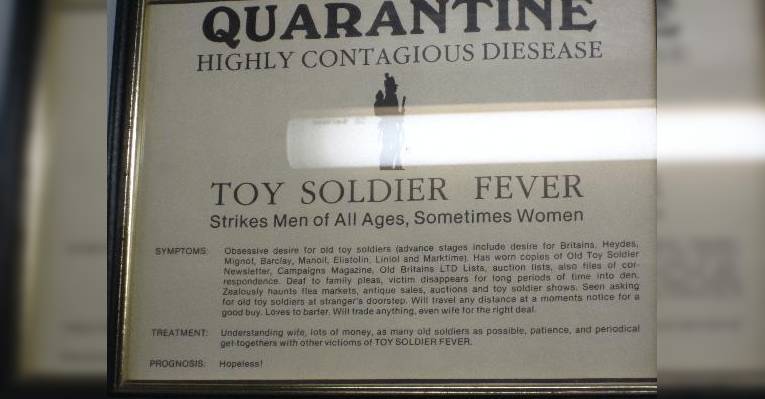 QUARANTINE
HIGHLY CONTAGIOUS DIESEASE
TOY SOLDIER FEVER
Strikes Men of All Ages, Sometimes Women
SYMPTOMS: Obsessive desire for old toy soldiers (advance stages include desire for Britains, Heydes,
Mignot, Barclay, Manoil, Elistolin, Liniol and Marktime). Has worn copies of Old Toy Soldier
Newsletter, Campaigns Magazine, Old Britains LTD Lists, auction lists, also files of cor-
respondence. Deaf to family pleas, victim disappears for long periods of time into den.
Zealously haunts flea markets, antique sales, auctions and toy soldier shows. Seen asking
for old toy soldiers at stranger's doorstep. Will travel any distance at a moments notice for a
good buy. Loves to barter. Will trade anything, even wife for the right deal.
TREATMENT: Understanding wife, lots of money, as many old soldiers as possible, patience, and periodical
get-togethers with other victioms of TOY SOLDIER FEVER.
PROGNOSIS: Hopeless!